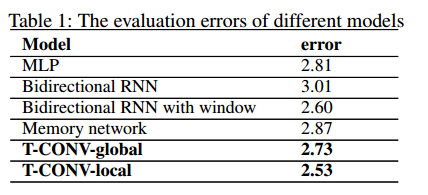 Table 1: The evaluation errors of different models
Model error
MLP 2.81
Bidirectional RNN 3.01
Bidirectional RNN with window 2.60
Memory network 2.87
T-CONV-global 2.73
T-CONV-local 2.53